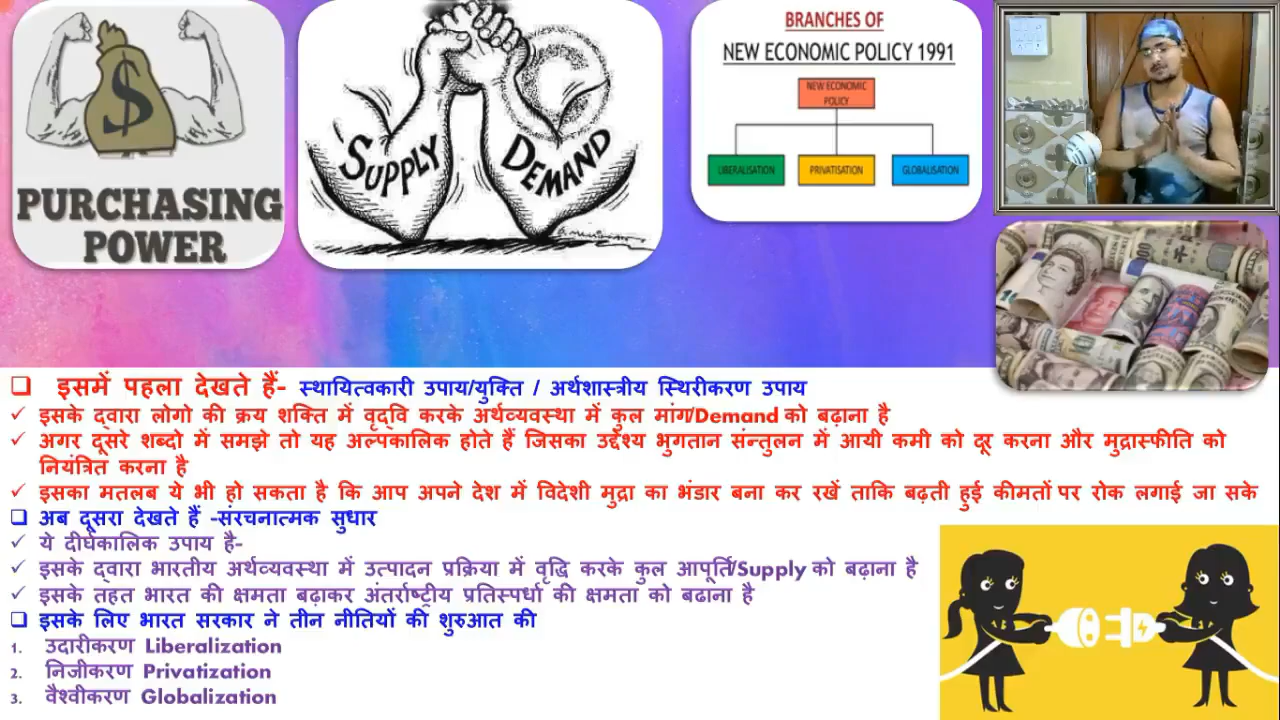 PURCHASING
POWER
SUPPLY
DEMAND
BRANCHES OF
NEW ECONOMIC POLICY 1991
NEW ECONOMIC
POLICY
LIBERALISATION
PRIVATISATION
GLOBALISATION
इसमें पहला देखते हैं- स्थायित्वकारी उपाय/युक्ति / अर्थशास्त्रीय स्थिरीकरण उपाय
इसके द्वारा लोगो की क्रय शक्ति में वृद्वि करके अर्थव्यवस्था में कुल मांग/Demand को बढ़ाना है
अगर दूसरे शब्दो में समझे तो यह अल्पकालिक होते हैं जिसका उद्देश्य भुगतान संन्तुलन में आयी कमी को दूर करना और मुद्रास्फीति को
नियंत्रित करना है
इसका मतलब ये भी हो सकता है कि आप अपने देश में विदेशी मुद्रा का भंडार बना कर रखें ताकि बढ़ती हुई कीमतों पर रोक लगाई जा सके
अब दूसरा देखते हैं -संरचनात्मक सुधार
ये दीर्घकालिक उपाय है-
इसके द्वारा भारतीय अर्थव्यवस्था में उत्पादन प्रक्रिया में वृद्धि करके कुल आपूर्ति/Supply को बढ़ाना है
इसके तहत भारत की क्षमता बढ़ाकर अंतर्राष्ट्रीय प्रतिस्पर्धा की क्षमता को बढाना है
इसके लिए भारत सरकार ने तीन नीतियों की शुरुआत की
1. उदारीकरण Liberalization
2. निजीकरण Privatization
3. वैश्वीकरण Globalization